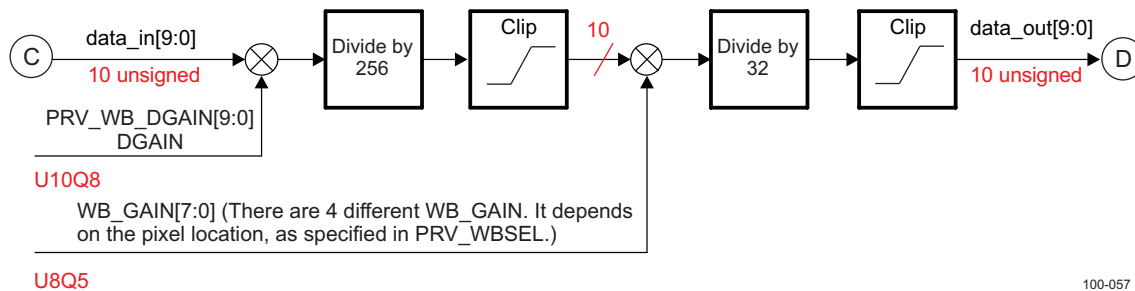 C
data_in[9:0]
10 unsigned
PRV_WB_DGAIN[9:0]
DGAIN
U10Q8
Divide by
256
Clip
10
Divide by
32
Clip
data_out[9:0]
10 unsigned
D
WB_GAIN[7:0] (There are 4 different WB_GAIN. It depends
on the pixel location, as specified in PRV_WBSEL.)
U8Q5
100-057